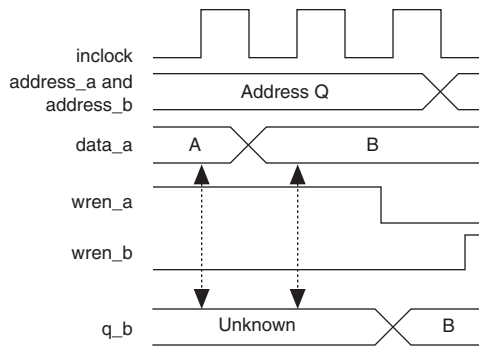 inclock
address_a and
address_b
Address Q
data_a
A
B
wren_a
wren_b
q_b
Unknown
B